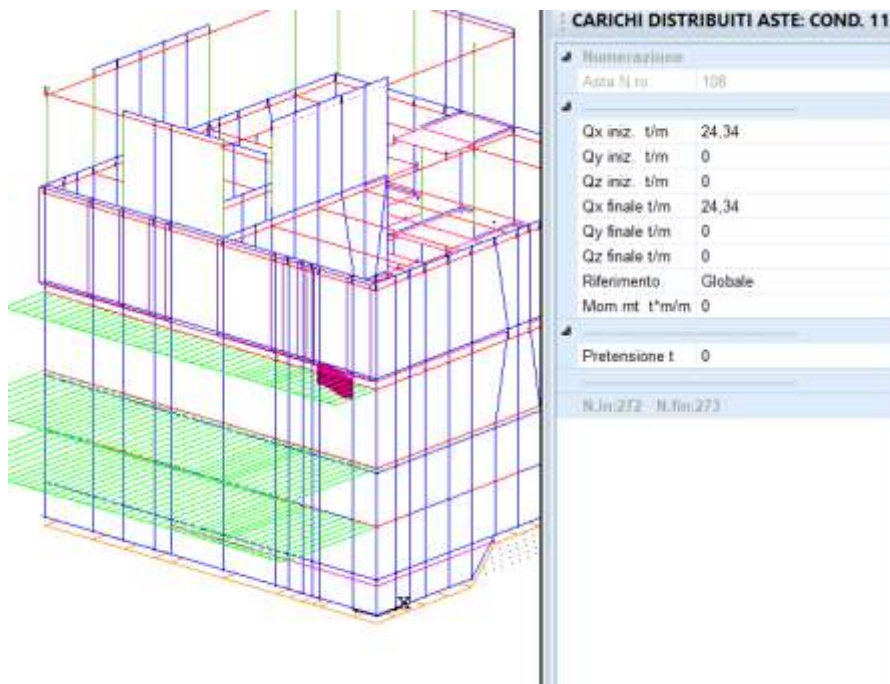 CARICHI DISTRIBUITI ASTE: COND. 11
Numerazione
Asta N.ro 108
Qx iniz. t/m 24,34
Qy iniz. t/m 0
Qz iniz. t/m 0
Qx finale t/m 24,34
Qy finale t/m 0
Qz finale t/m 0
Riferimento Globale
Mom mt t*m/m 0
Pretensione t 0
N.in:272 N.fin:273
X